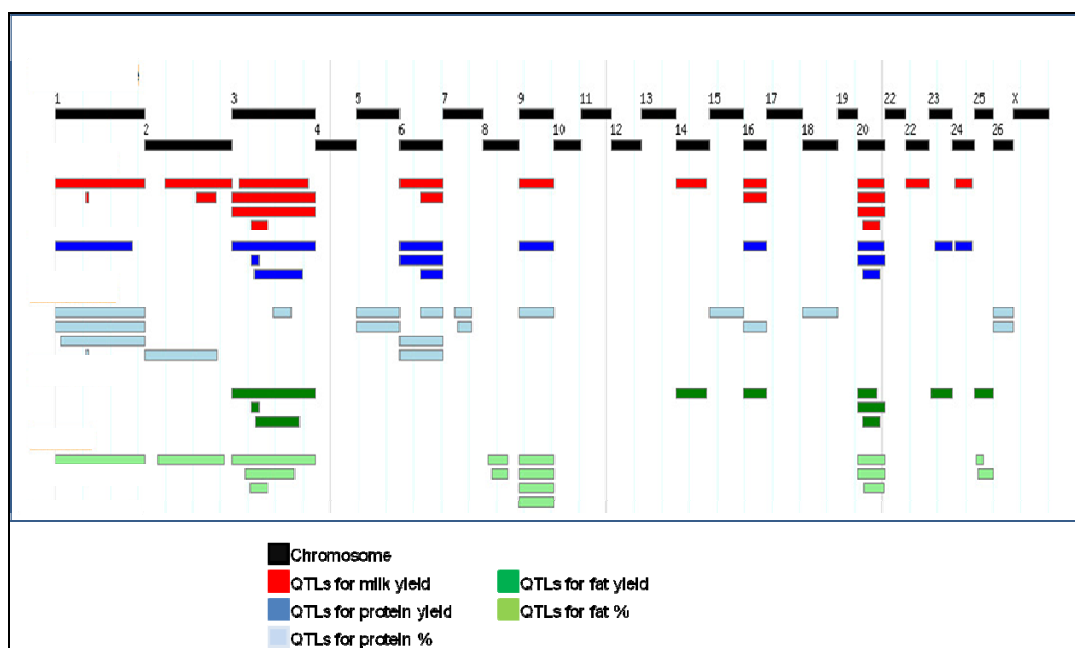 1 3 5 7 9 11 13 15 17 19 22 23 25 X
2 4 6 8 10 12 14 16 18 20 22 24 26
Chromosome
QTLs for milk yield QTLs for fat yield
QTLs for protein yield QTLs for fat %
QTLs for protein %